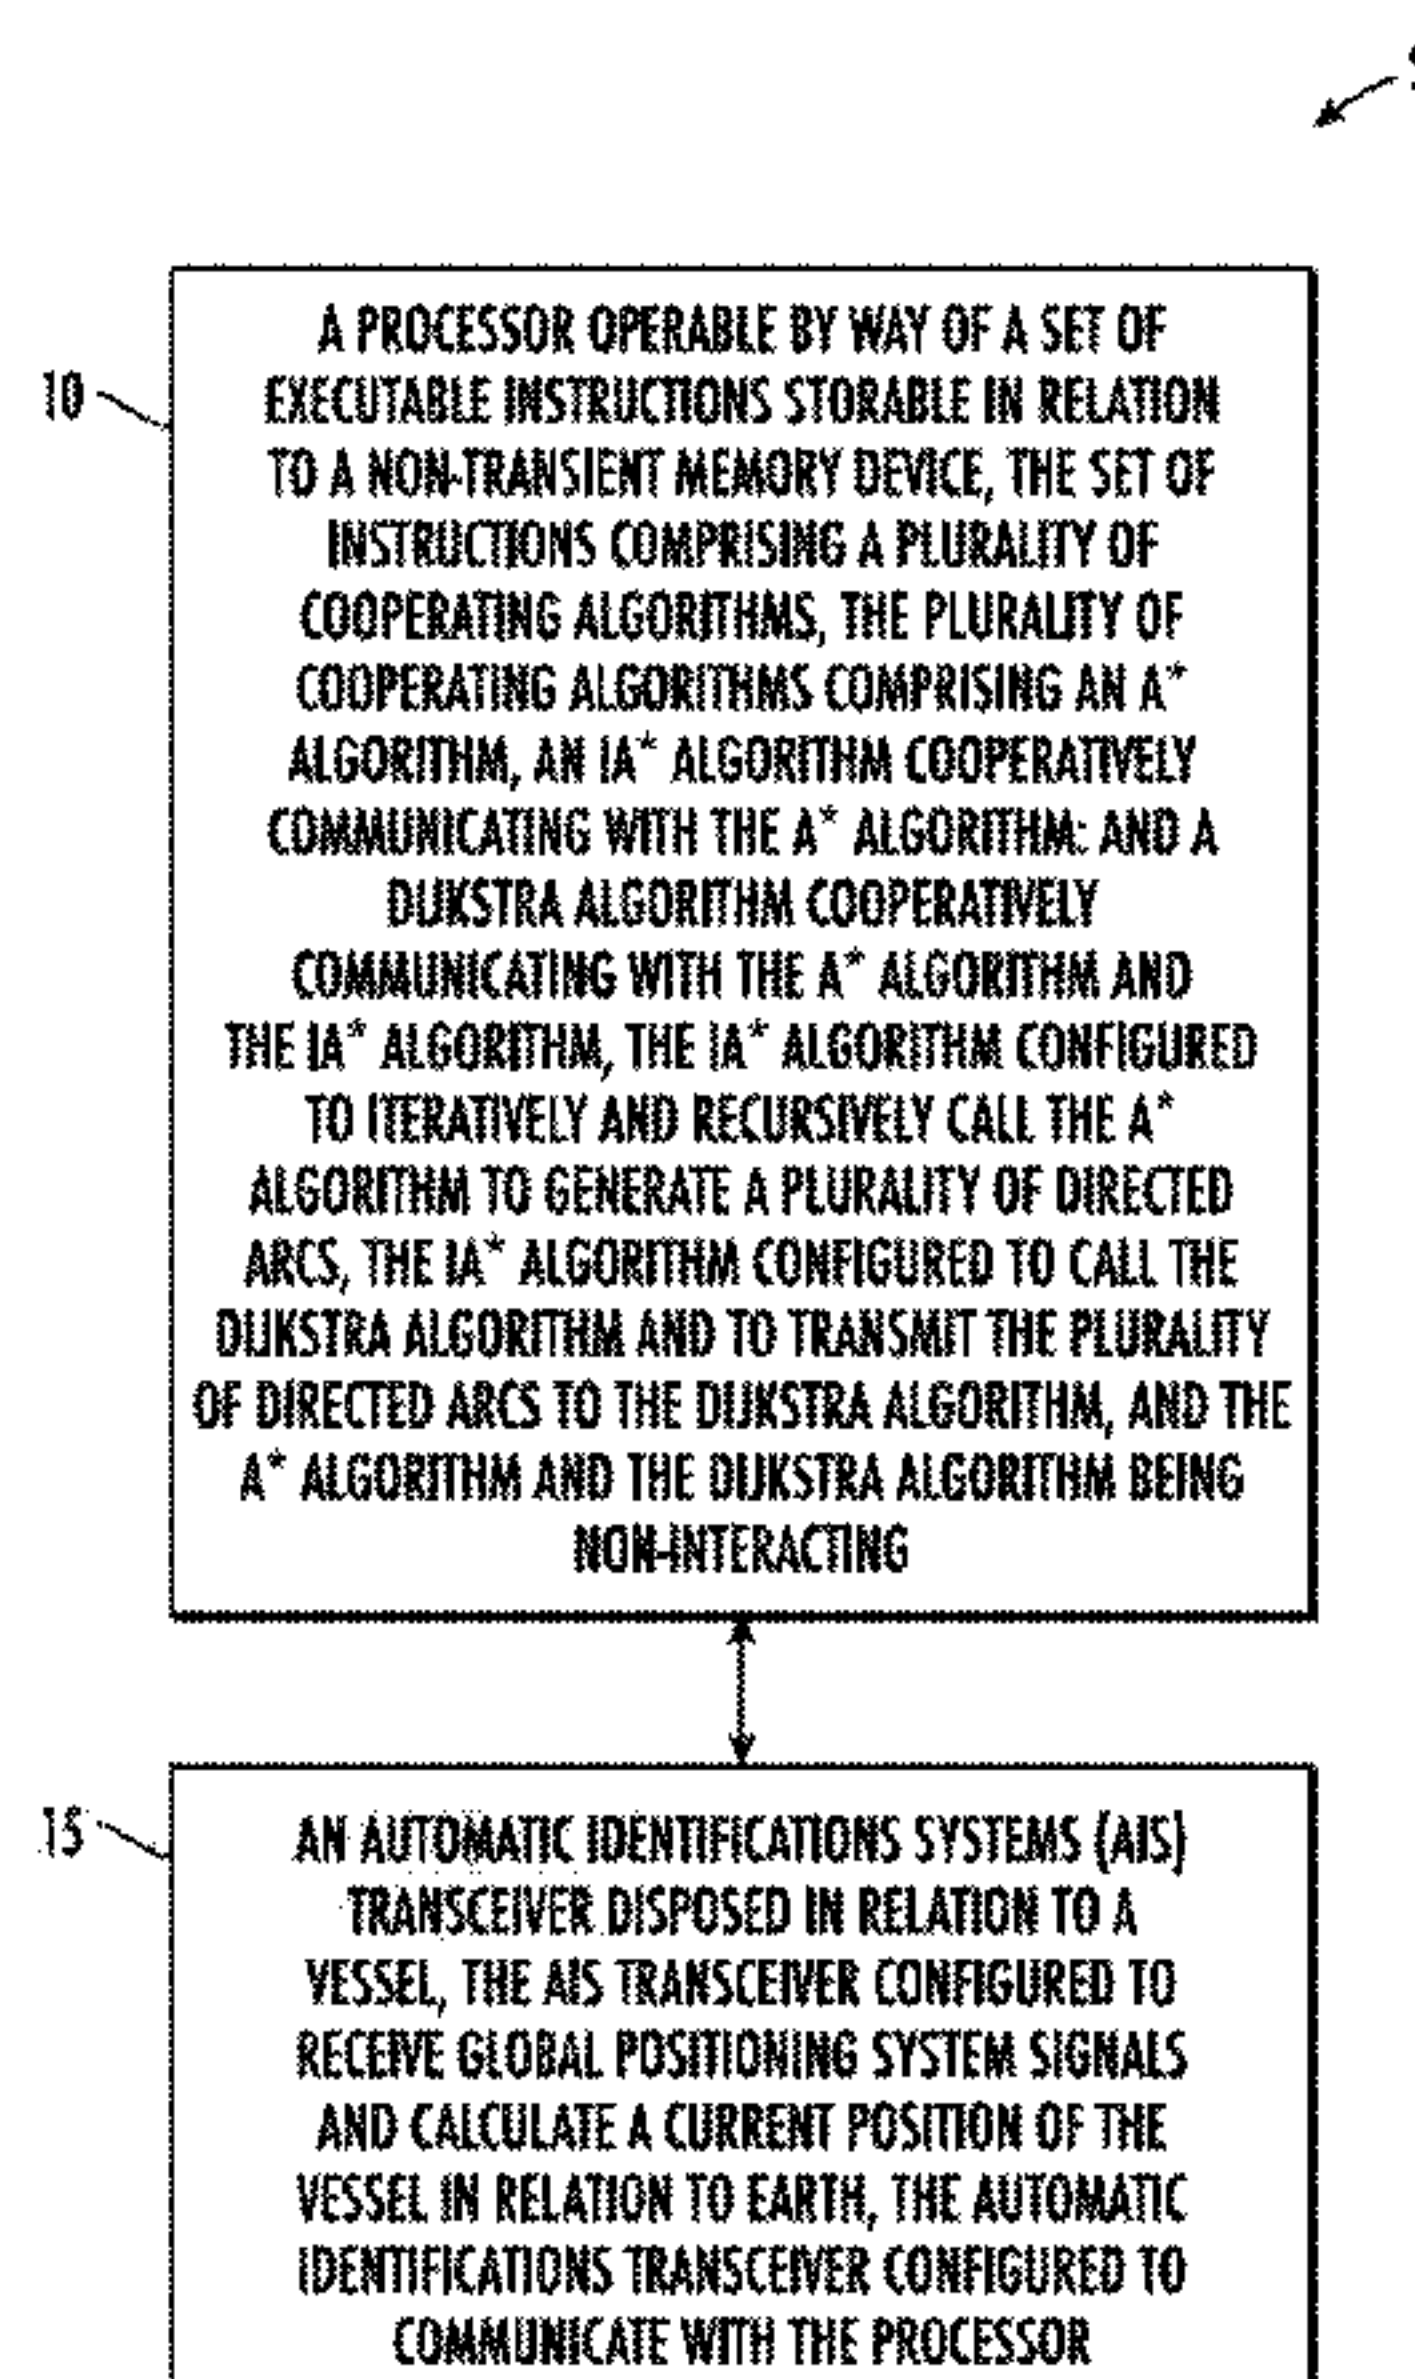 A PROCESSOR OPERABLE BY WAY OF A SET OF
EXECUTABLE INSTRUCTIONS STORABLE IN RELATION
TO A NON-TRANSIENT MEMORY DEVICE, THE SET OF
INSTRUCTIONS COMPRISING A PLURALITY OF
COOPERATING ALGORITHMS, THE PLURALITY OF
COOPERATING ALGORITHMS COMPRISING AN A*
ALGORITHM, AN IA* ALGORITHM COOPERATIVELY
COMMUNICATING WITH THE A* ALGORITHM: AND A
DIJKSTRA ALGORITHM COOPERATIVELY
COMMUNICATING WITH THE A* ALGORITHM AND
THE IA* ALGORITHM, THE IA* ALGORITHM CONFIGURED
TO ITERATIVELY AND RECURSIVELY CALL THE A*
ALGORITHM TO GENERATE A PLURALITY OF DIRECTED
ARCS, THE IA* ALGORITHM CONFIGURED TO CALL THE
DIJKSTRA ALGORITHM AND TO TRANSMIT THE PLURALITY
OF DIRECTED ARCS TO THE DIJKSTRA ALGORITHM, AND THE
A* ALGORITHM AND THE DIJKSTRA ALGORITHM BEING
NON-INTERACTING
10
AN AUTOMATIC IDENTIFICATIONS SYSTEMS (AIS)
TRANSCEIVER DISPOSED IN RELATION TO A
VESSEL, THE AIS TRANSCEIVER CONFIGURED TO
RECEIVE GLOBAL POSITIONING SYSTEM SIGNALS
AND CALCULATE A CURRENT POSITION OF THE
VESSEL IN RELATION TO EARTH, THE AUTOMATIC
IDENTIFICATIONS TRANSCEIVER CONFIGURED TO
COMMUNICATE WITH THE PROCESSOR
15